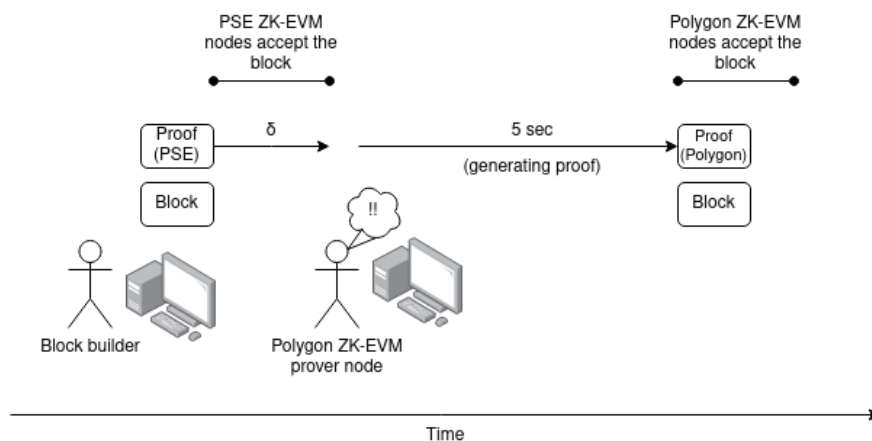 PSE ZK-EVM
nodes accept the
block
Polygon ZK-EVM
nodes accept the
block
Proof
(PSE)
δ
5 sec
(generating proof)
Proof
(Polygon)
Block
!!
Block
Block builder
Polygon ZK-EVM
prover node
Time